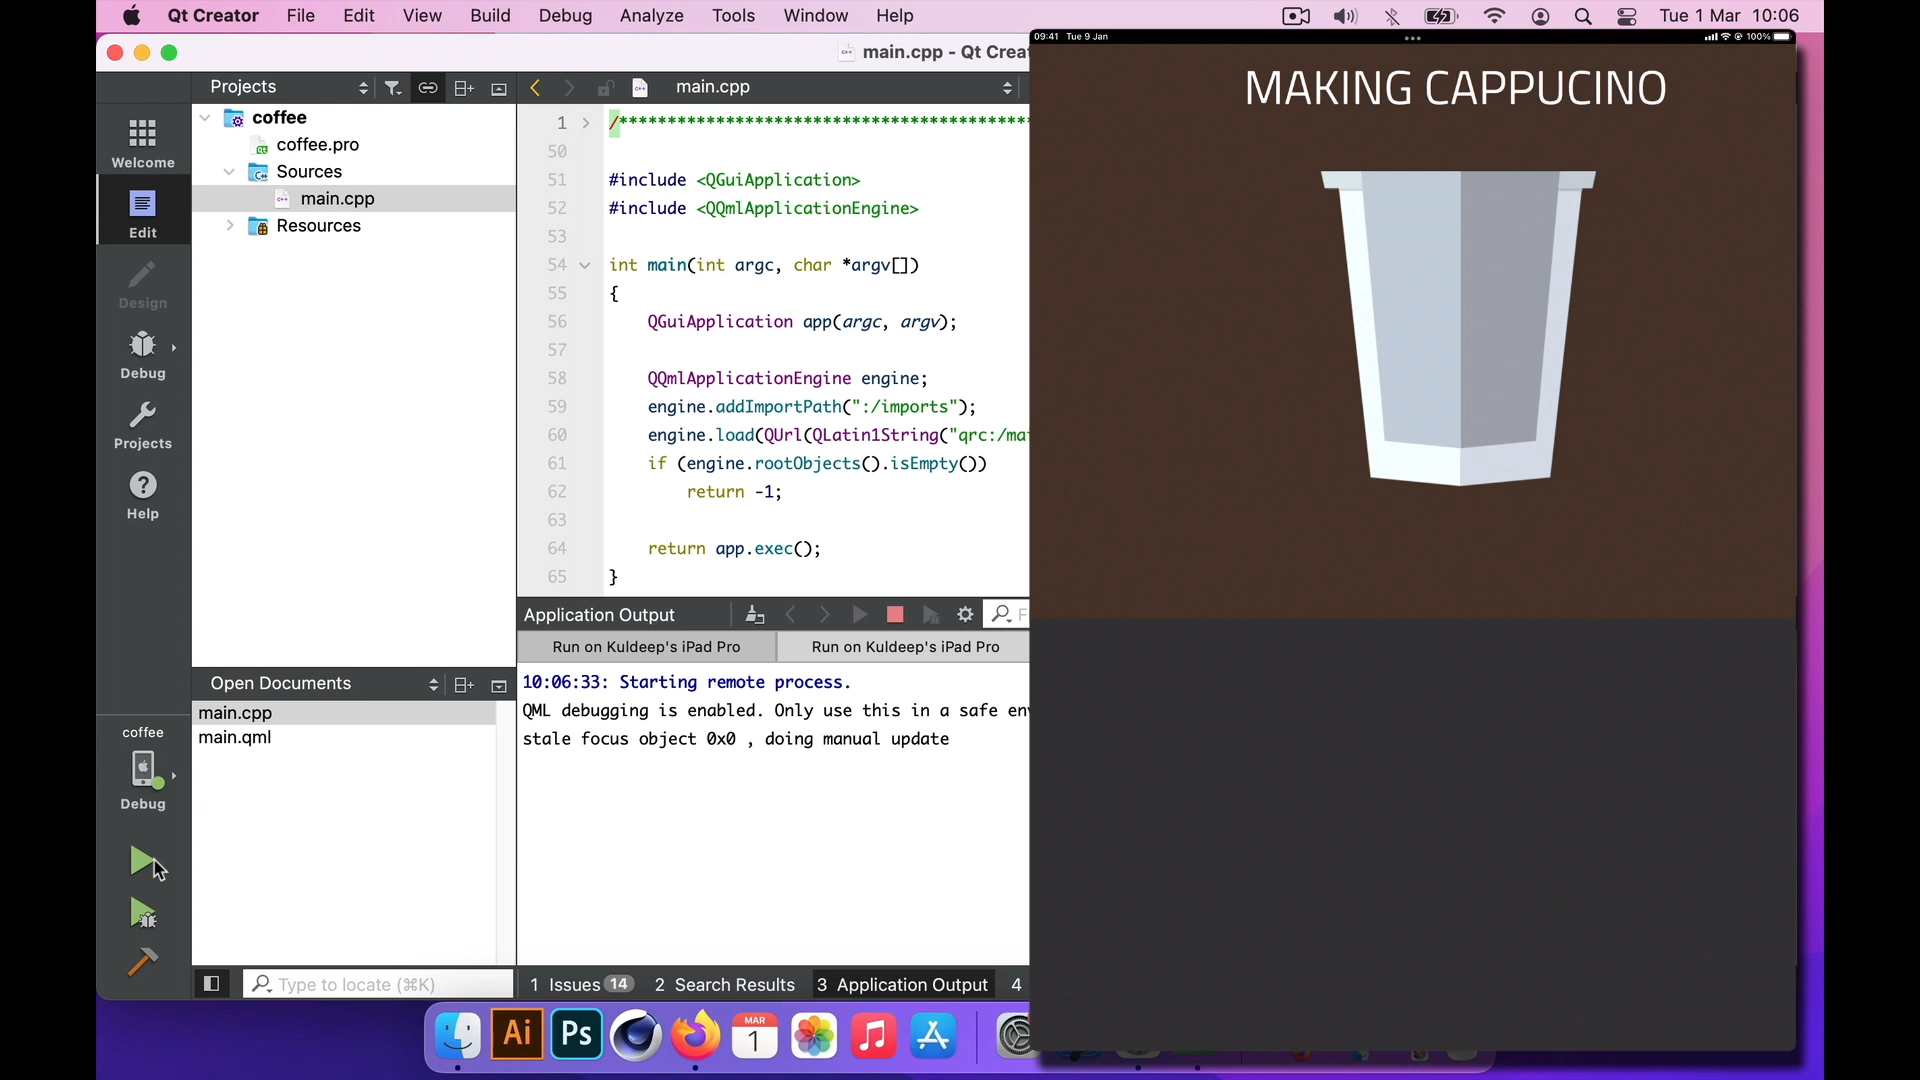 Qt Creator File Edit View Build Debug Analyze Tools Window Help
Tue 1 Mar 10:06
main.cpp - Qt Crea
09:41 Tue 9 Jan
100%
MAKING CAPPUCINO
Projects
main.cpp
coffee
coffee.pro
Sources
main.cpp
Resources
Welcome
Edit
Design
Debug
Projects
Help
1 /******************************************
50
51 #include <QGuiApplication>
52 #include <QQmlApplicationEngine>
53
54 int main(int argc, char *argv[])
55 {
56 QGuiApplication app(argc, argv);
57
58 QQmlApplicationEngine engine;
59 engine.addImportPath(":/imports");
60 engine.load(QUrl(QLatin1String("qrc:/ma
61 if (engine.rootObjects().isEmpty())
62 return -1;
63
64 return app.exec();
65 }
Application Output
Run on Kuldeep's iPad Pro
Run on Kuldeep's iPad Pro
10:06:33: Starting remote process.
QML debugging is enabled. Only use this in a safe en
stale focus object 0x0 , doing manual update
Open Documents
main.cpp
main.qml
coffee
Debug
Type to locate (⌘K)
1 Issues 14 2 Search Results 3 Application Output 4
Ai
Ps
MAR
1